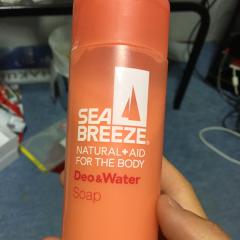 SEA
BREEZE®
NATURAL+AID
FOR THE BODY
Deo&Water
Soap